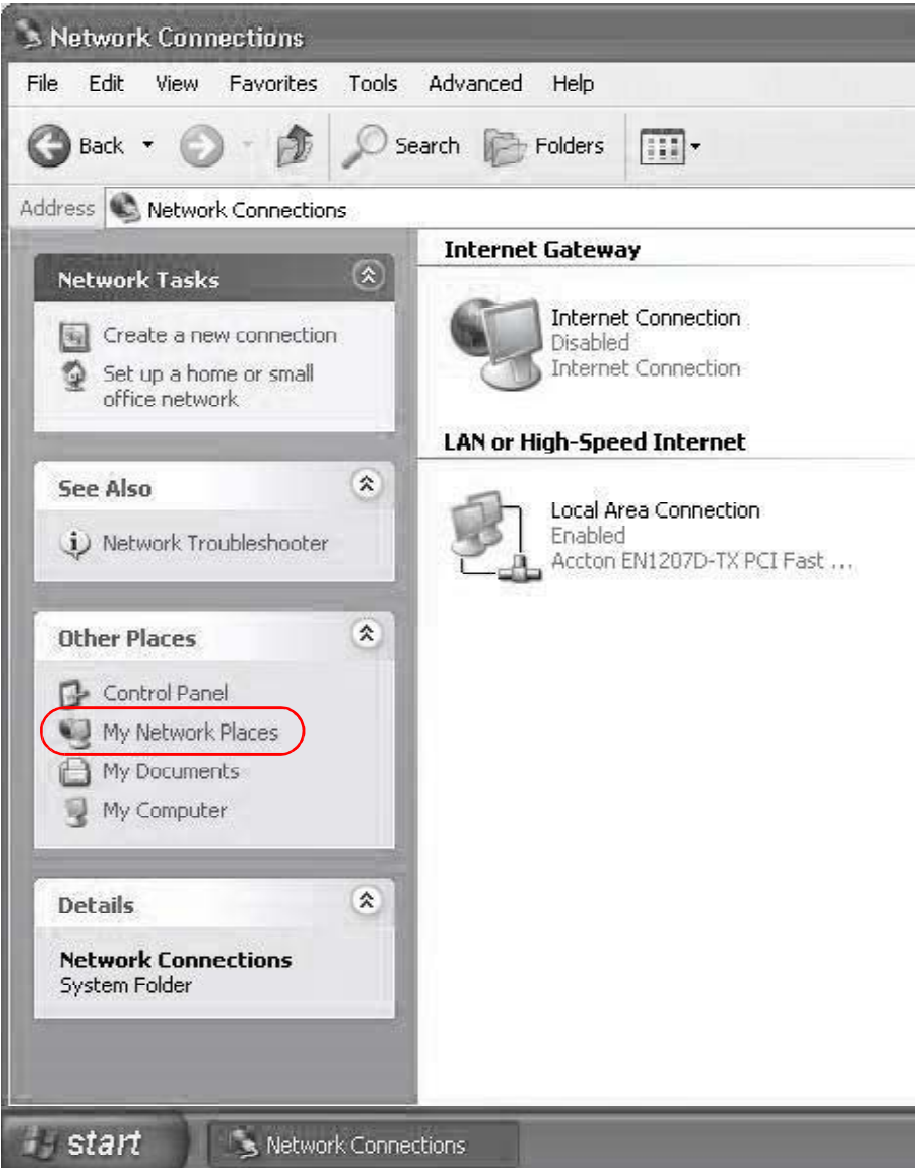 Network Connections
File Edit View Favorites Tools Advanced Help
Back Search Folders
Address Network Connections
Network Tasks
Create a new connection
Set up a home or small
office network
See Also
Network Troubleshooter
Other Places
Control Panel
My Network Places
My Documents
My Computer
Details
Network Connections
System Folder
Internet Gateway
Internet Connection
Disabled
Internet Connection
LAN or High-Speed Internet
Local Area Connection
Enabled
Accton EN1207D-TX PCI Fast ...
start Network Connections